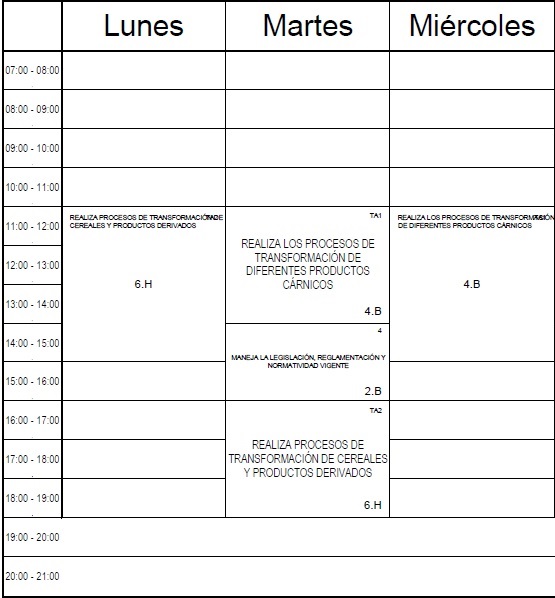 Lunes Martes Miércoles
07:00 - 08:00
08:00 - 09:00
09:00 - 10:00
10:00 - 11:00
11:00 - 12:00
12:00 - 13:00
13:00 - 14:00
14:00 - 15:00
15:00 - 16:00
16:00 - 17:00
17:00 - 18:00
18:00 - 19:00
19:00 - 20:00
20:00 - 21:00
REALIZA PROCESOS DE TRANSFORMACIÓN DE
CEREALES Y PRODUCTOS DERIVADOS
6.H
TA1
REALIZA LOS PROCESOS DE
TRANSFORMACIÓN DE
DIFERENTES PRODUCTOS
CÁRNICOS
4.B
4
MANEJA LA LEGISLACIÓN, REGLAMENTACIÓN Y
NORMATIVIDAD VIGENTE
2.B
TA2
REALIZA PROCESOS DE
TRANSFORMACIÓN DE CEREALES
Y PRODUCTOS DERIVADOS
6.H
REALIZA LOS PROCESOS DE TRANSFORMACIÓN
DE DIFERENTES PRODUCTOS CÁRNICOS
4.B